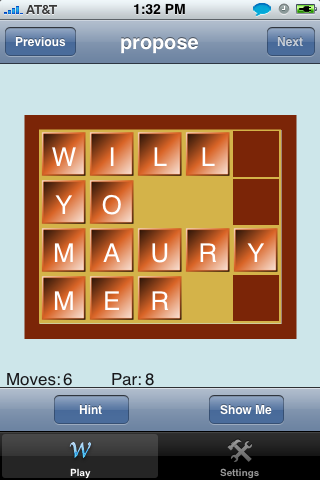 AT&T 1:32 PM
Previous propose Next
W I L L
Y O
M A U R Y
M E R
Moves: 6 Par: 8
Hint Show Me
W
Play Settings